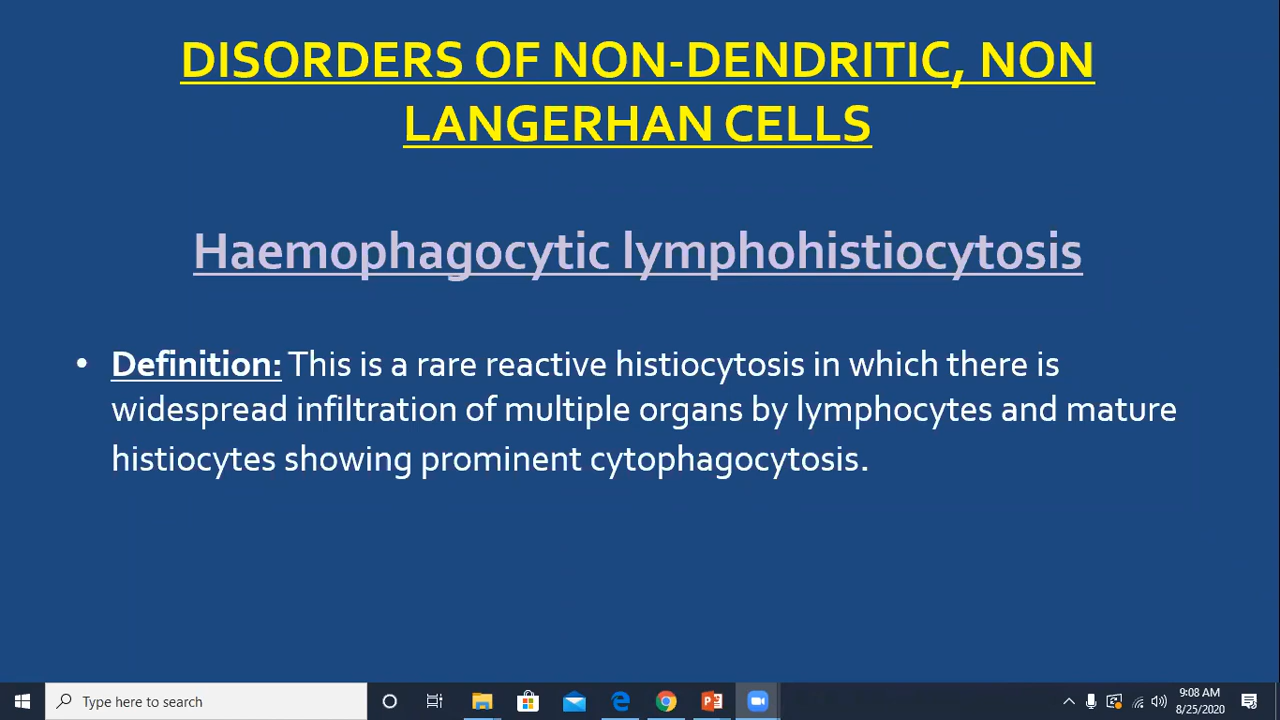 DISORDERS OF NON-DENDRITIC, NON
LANGERHAN CELLS
Haemophagocytic lymphohistiocytosis
• Definition: This is a rare reactive histiocytosis in which there is
widespread infiltration of multiple organs by lymphocytes and mature
histiocytes showing prominent cytophagocytosis.
Type here to search
9:08 AM
8/25/2020